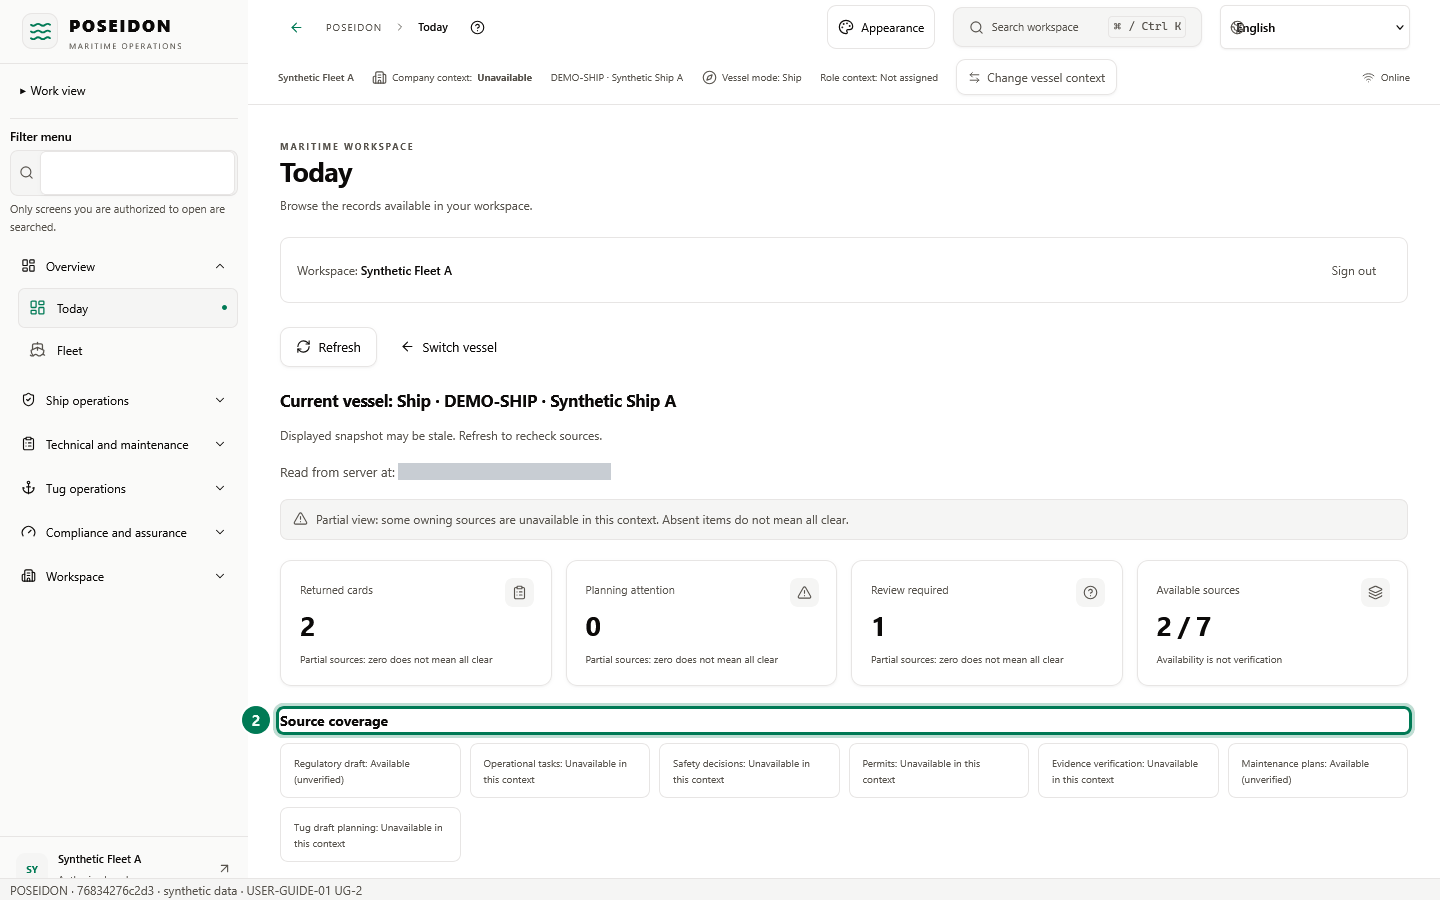 POSEIDON
MARITIME OPERATIONS
Work view
Filter menu
Only screens you are authorized to open are
searched.
Overview
Today
Fleet
Ship operations
Technical and maintenance
Tug operations
Compliance and assurance
Workspace
SY
Synthetic Fleet A
POSEIDON
Today
Appearance
Search workspace
⌘ / Ctrl K
English
Synthetic Fleet A
Company context: Unavailable
DEMO-SHIP · Synthetic Ship A
Vessel mode: Ship
Role context: Not assigned
Change vessel context
Online
MARITIME WORKSPACE
Today
Browse the records available in your workspace.
Workspace: Synthetic Fleet A
Sign out
Refresh
Switch vessel
Current vessel: Ship · DEMO-SHIP · Synthetic Ship A
Displayed snapshot may be stale. Refresh to recheck sources.
Read from server at:
Partial view: some owning sources are unavailable in this context. Absent items do not mean all clear.
Returned cards
2
Partial sources: zero does not mean all clear
Planning attention
0
Partial sources: zero does not mean all clear
Review required
1
Partial sources: zero does not mean all clear
Available sources
2 / 7
Availability is not verification
2
Source coverage
Regulatory draft: Available
(unverified)
Operational tasks: Unavailable in
this context
Safety decisions: Unavailable in
this context
Permits: Unavailable in this
context
Evidence verification: Unavailable
in this context
Maintenance plans: Available
(unverified)
Tug draft planning: Unavailable in
this context
POSEIDON · 76834276c2d3 · synthetic data · USER-GUIDE-01 UG-2